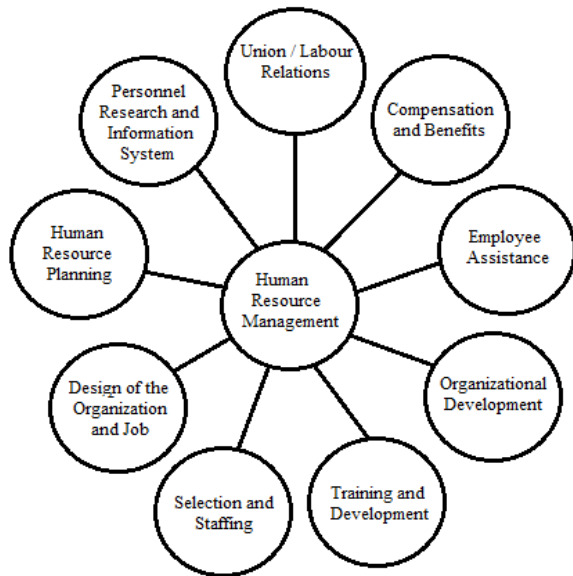 Union / Labour
Relations
Compensation
and Benefits
Employee
Assistance
Organizational
Development
Training and
Development
Selection and
Staffing
Design of the
Organization
and Job
Human
Resource
Planning
Personnel
Research and
Information
System
Human
Resource
Management